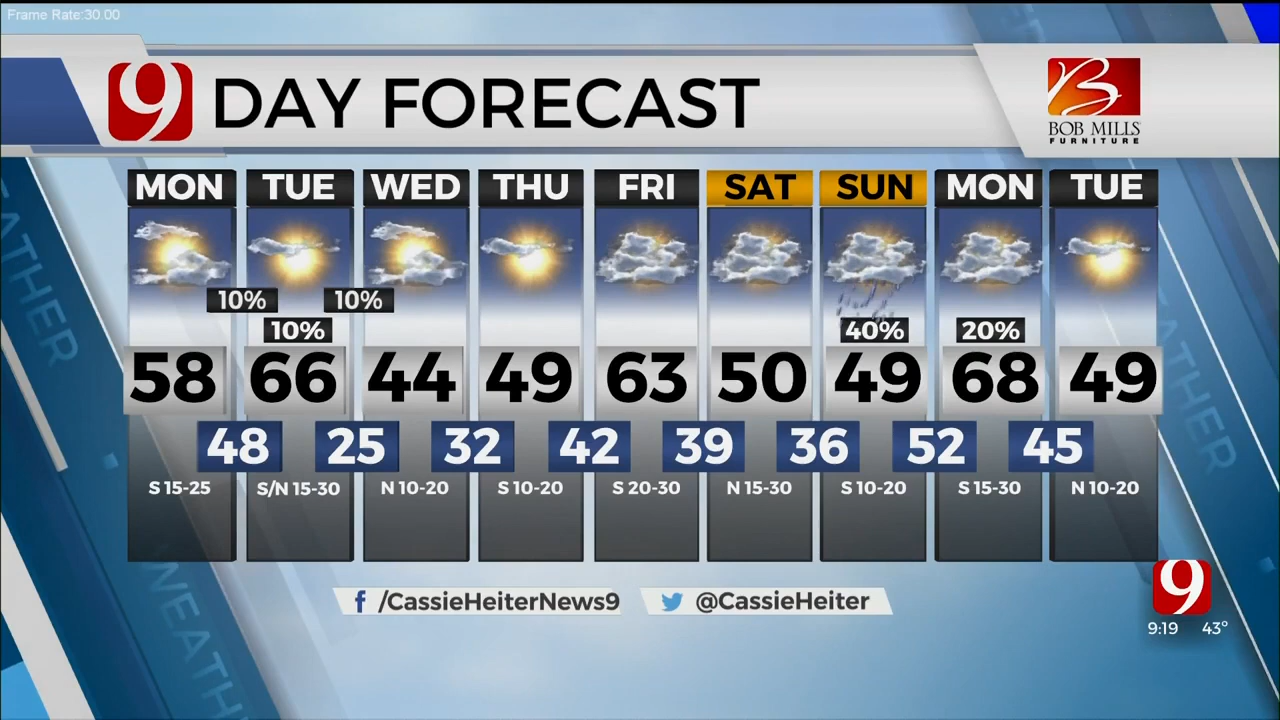 Frame Rate:30.00
9 DAY FORECAST
BOB MILLS
FURNITURE
MON TUE WED THU FRI SAT SUN MON TUE
10% 10%
10% 40% 20%
58 66 44 49 63 50 49 68 49
48 25 32 42 39 36 52 45
S 15-25 S/N 15-30 N 10-20 S 10-20 S 20-30 N 15-30 S 10-20 S 15-30 N 10-20
f /CassieHeiterNews9 @CassieHeiter
9
9:19 43°
WEATHER
WEATHER
WEATHER